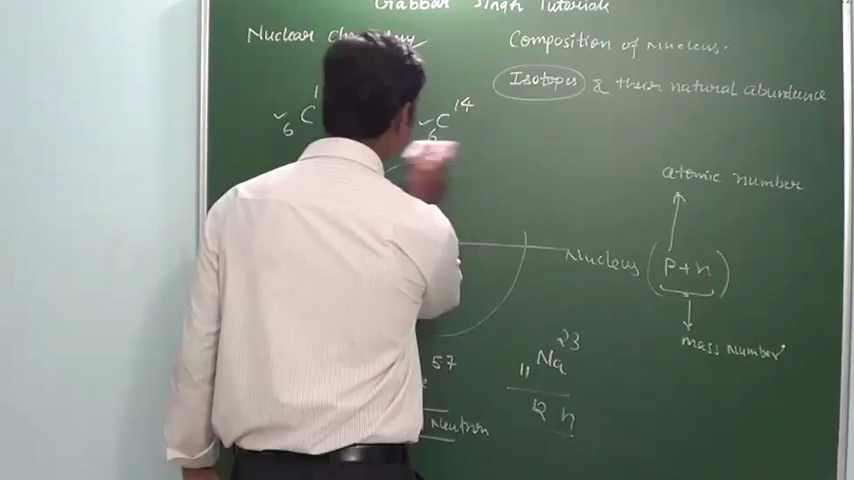 Gabbar Singh Tutorials
Nuclear
Composition of nucleus.
Isotopes & their natural abundance
6 C
6 C 14
atomic number
Nucleus (P+n)
mass number
57
11 Na 23
12 n
Neutron